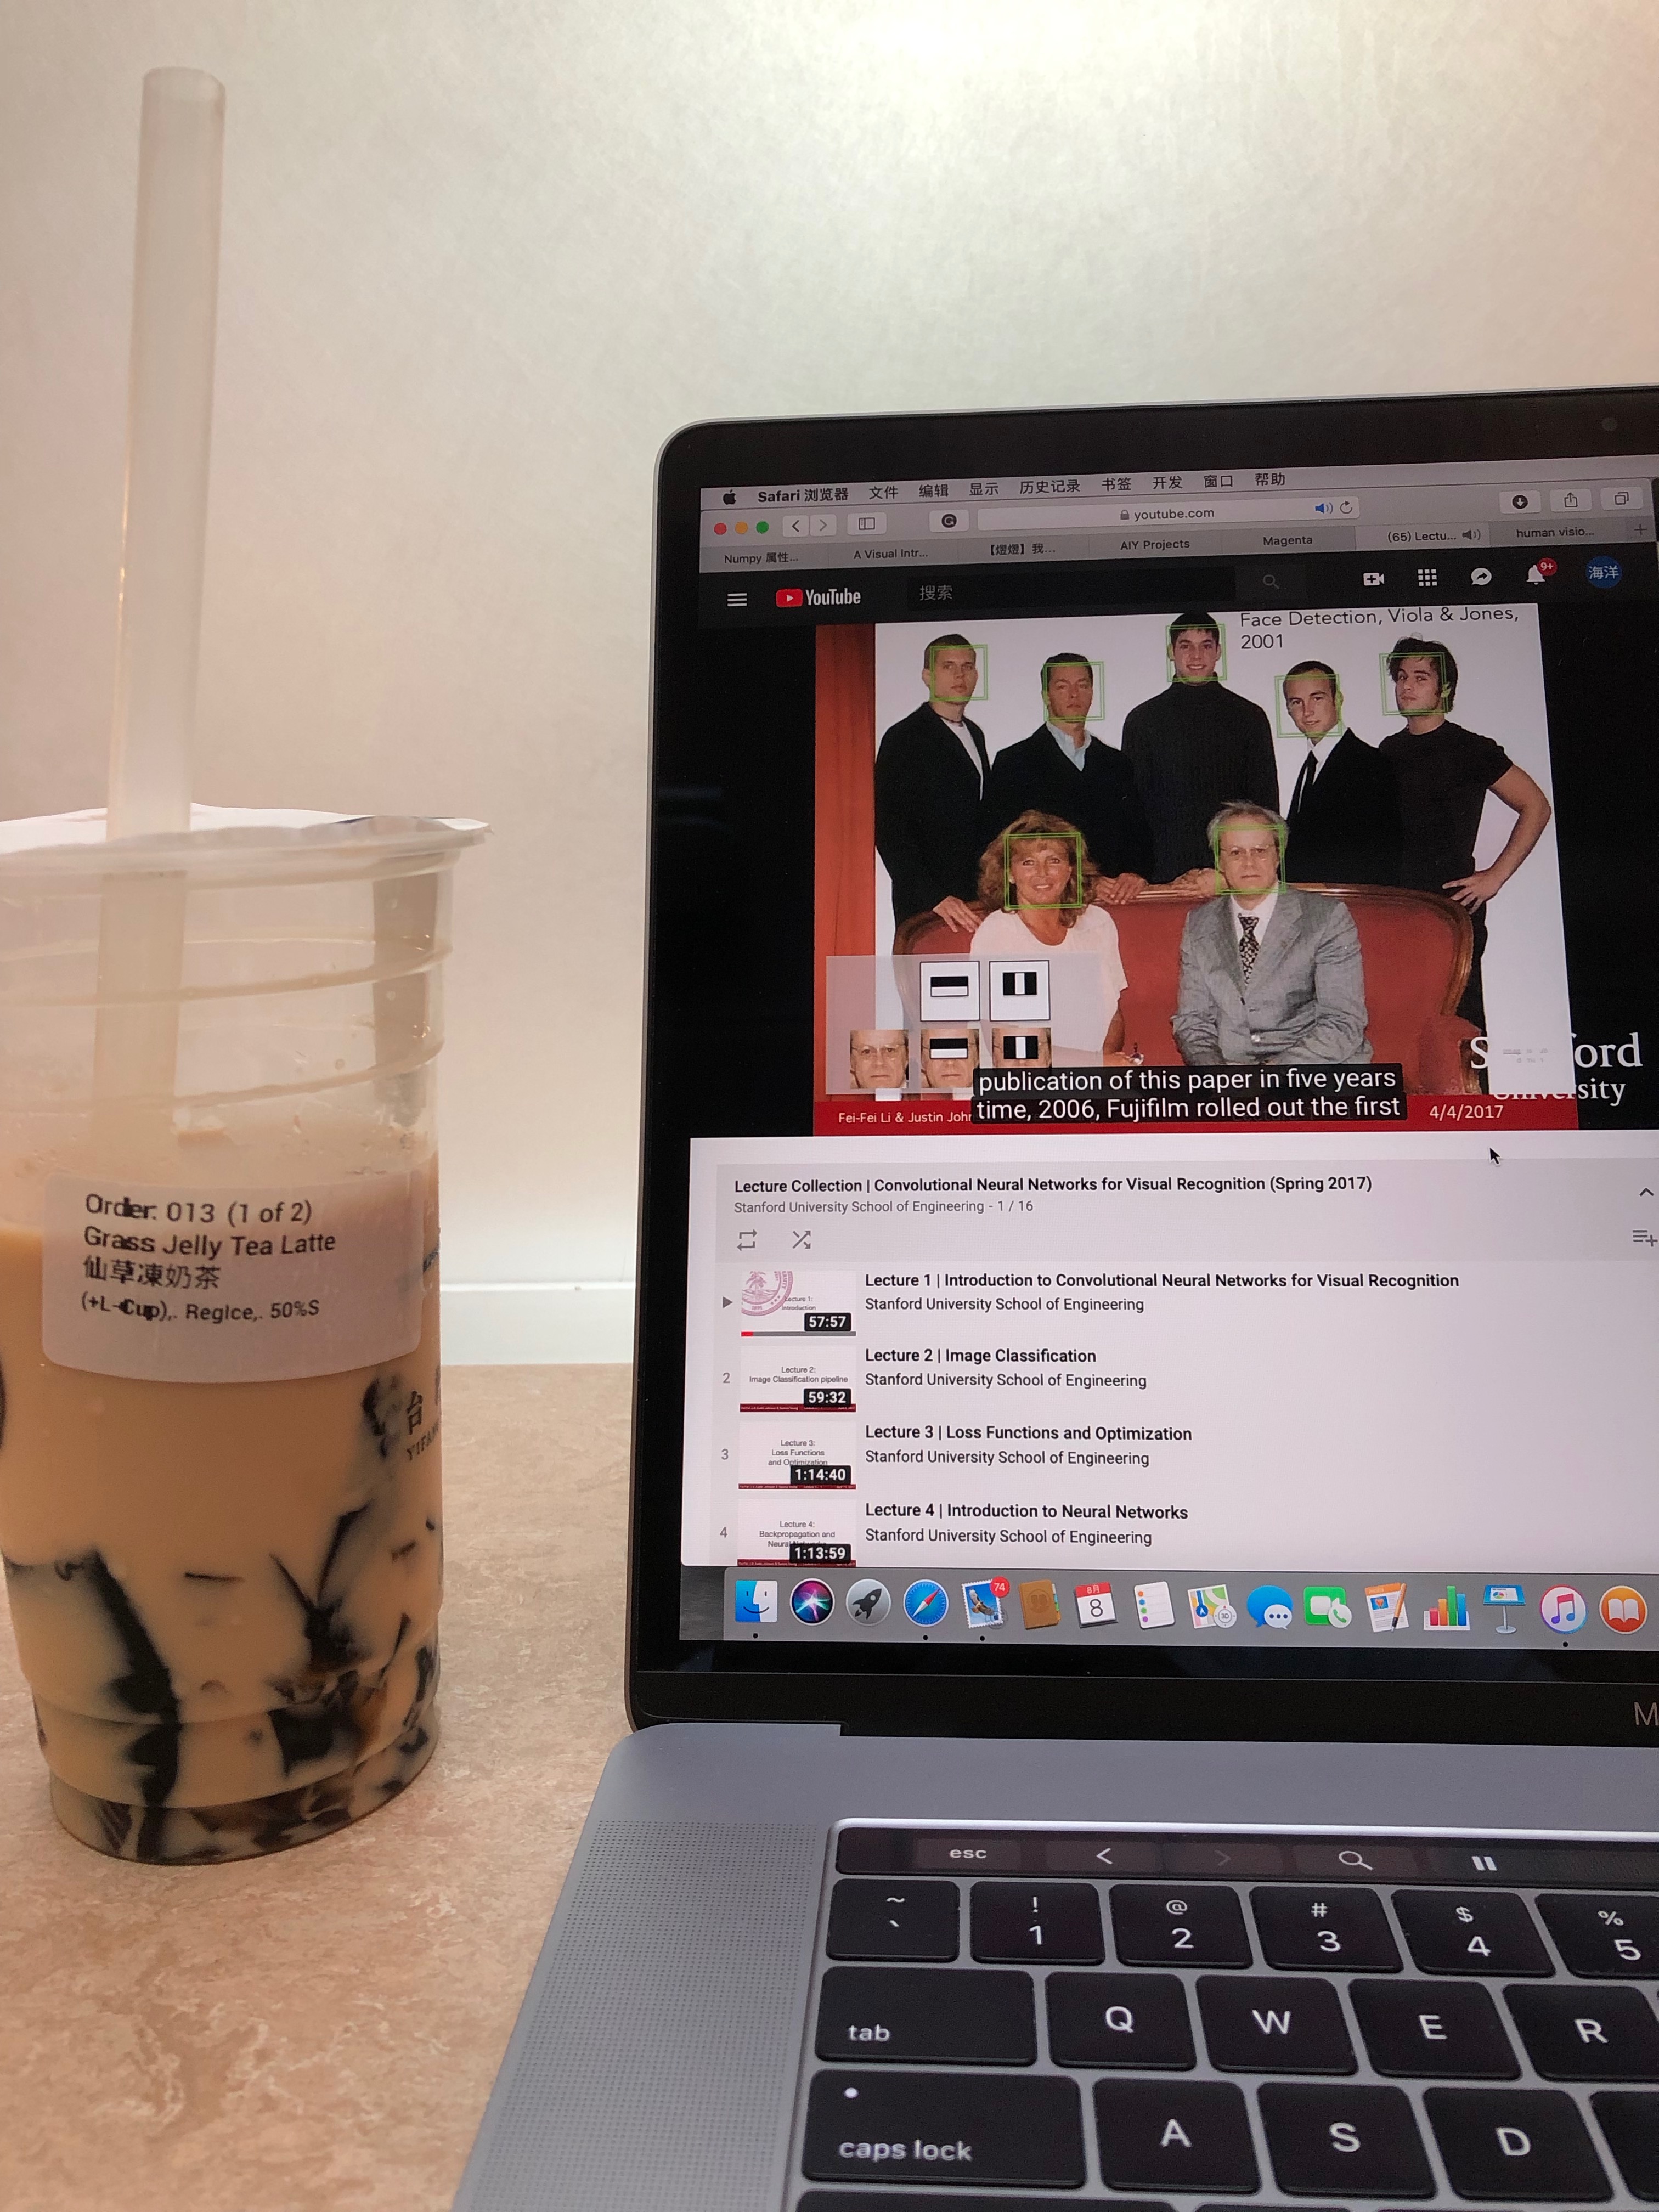 Order: 013 (1 of 2)
Grass Jelly Tea Latte
仙草凍奶茶
(+L-Cup),. RegIce,. 50%S
台
YIFA
Safari 浏览器 文件 编辑 显示 历史记录 书签 开发 窗口 帮助
youtube.com
Numpy 属性... A Visual Intr... 【煜煜】我... AIY Projects Magenta (65) Lectu... human visio...
YouTube 搜索 9+ 海洋
Face Detection, Viola & Jones,
2001
publication of this paper in five years
time, 2006, Fujifilm rolled out the first
Fei-Fei Li & Justin John 4/4/2017
Lecture Collection | Convolutional Neural Networks for Visual Recognition (Spring 2017)
Stanford University School of Engineering - 1 / 16
Lecture 1 | Introduction to Convolutional Neural Networks for Visual Recognition
Stanford University School of Engineering
Lecture 1:
Introduction
57:57
2
Lecture 2 | Image Classification
Stanford University School of Engineering
Lecture 2:
Image Classification pipeline
59:32
3
Lecture 3 | Loss Functions and Optimization
Stanford University School of Engineering
Lecture 3:
Loss Functions
and Optimization
1:14:40
4
Lecture 4 | Introduction to Neural Networks
Stanford University School of Engineering
Lecture 4:
Backpropagation and
1:13:59
74
8月
8
3D
M
esc
~ ! @ # $ %
` 1 2 3 4 5
tab Q W E R
caps lock A S D